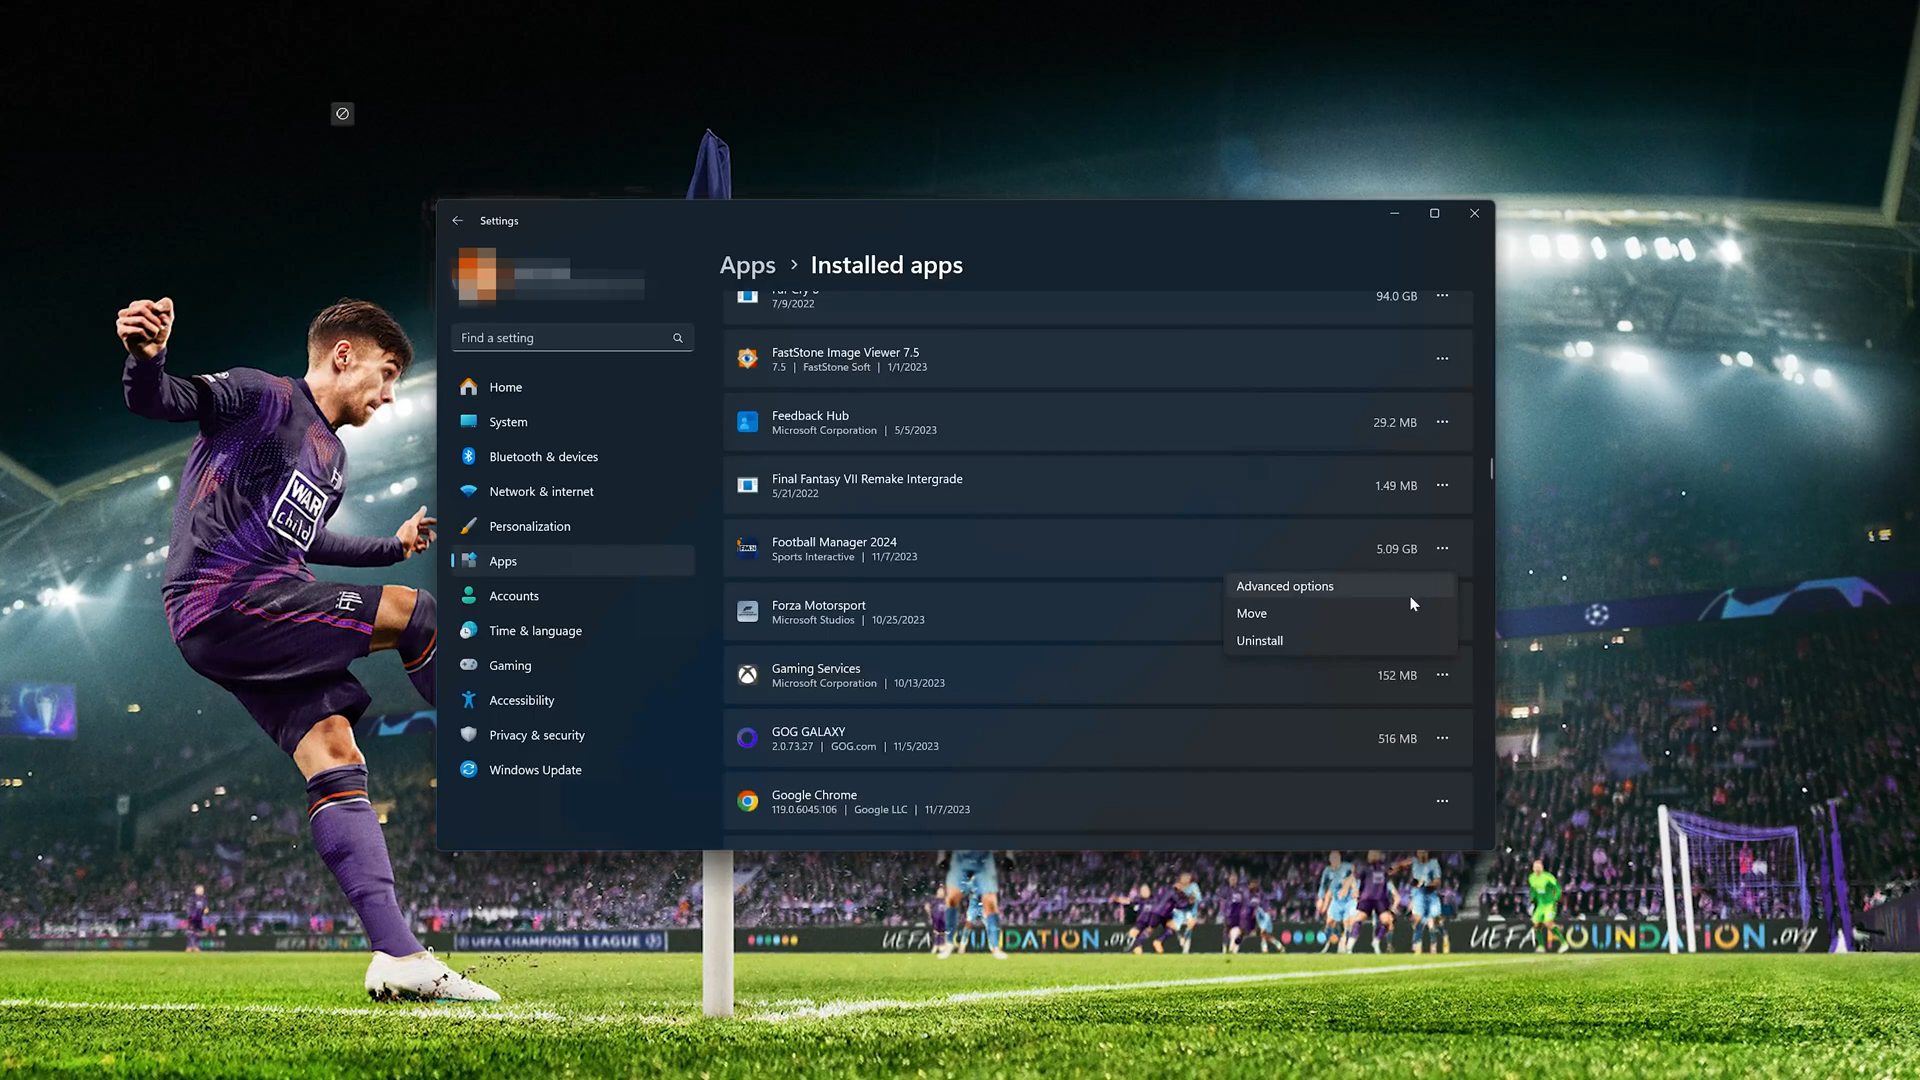 Settings
Find a setting
Home
System
Bluetooth & devices
Network & internet
Personalization
Apps
Accounts
Time & language
Gaming
Accessibility
Privacy & security
Windows Update
Apps > Installed apps
7/9/2022
94.0 GB
FastStone Image Viewer 7.5
7.5 | FastStone Soft | 1/1/2023
Feedback Hub
Microsoft Corporation | 5/5/2023
29.2 MB
Final Fantasy VII Remake Intergrade
5/21/2022
1.49 MB
Football Manager 2024
Sports Interactive | 11/7/2023
5.09 GB
Advanced options
Move
Uninstall
Forza Motorsport
Microsoft Studios | 10/25/2023
Gaming Services
Microsoft Corporation | 10/13/2023
152 MB
GOG GALAXY
2.0.73.27 | GOG.com | 11/5/2023
516 MB
Google Chrome
119.0.6045.106 | Google LLC | 11/7/2023
WAR
child
UEFA CHAMPIONS LEAGUE
UEFA FOUNDATION.org